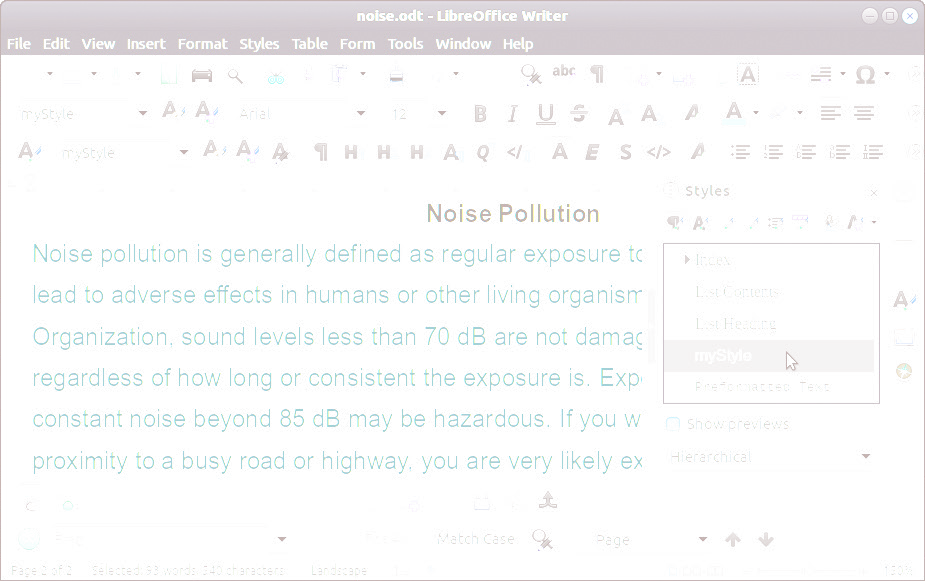 noise.odt - LibreOffice Writer
File Edit View Insert Format Styles Table Form Tools Window Help
abc
myStyle Arial 12
myStyle
Styles
Noise Pollution
Noise pollution is generally defined as regular exposure to
lead to adverse effects in humans or other living organism
Organization, sound levels less than 70 dB are not damag
regardless of how long or consistent the exposure is. Exp
constant noise beyond 85 dB may be hazardous. If you w
proximity to a busy road or highway, you are very likely ex
Index
List Contents
List Heading
myStyle
Preformatted Text
Show previews
Hierarchical
Match Case Page
Page 2 of 2 Selected: 93 words, 540 characters Landscape 150%